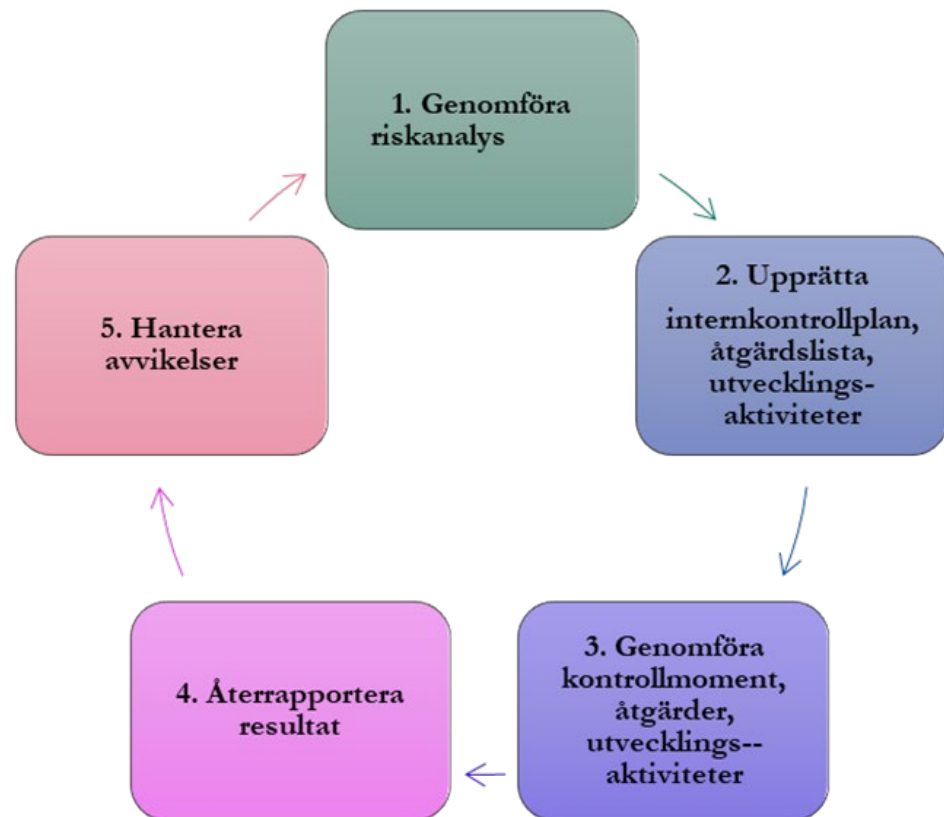 1. Genomföra
riskanalys
2. Upprätta
internkontrollplan,
åtgärdslista,
utvecklings-
aktiviteter
3. Genomföra
kontrollmoment,
åtgärder,
utvecklings--
aktiviteter
4. Återrapportera
resultat
5. Hantera
avvikelser